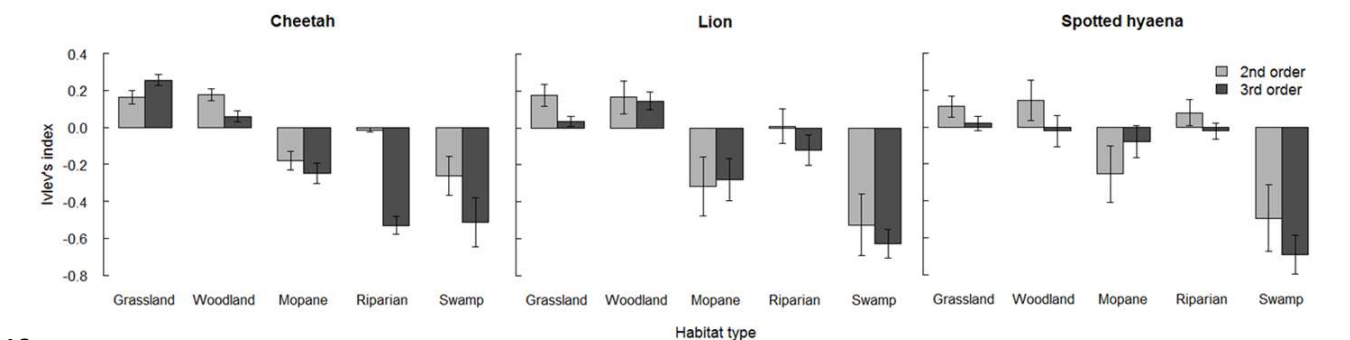 Cheetah
Lion
Spotted hyaena
Ivlev's index
0.4
0.2
0.0
-0.2
-0.4
-0.6
-0.8
2nd order
3rd order
Grassland Woodland Mopane Riparian Swamp
Grassland Woodland Mopane Riparian Swamp
Grassland Woodland Mopane Riparian Swamp
Habitat type